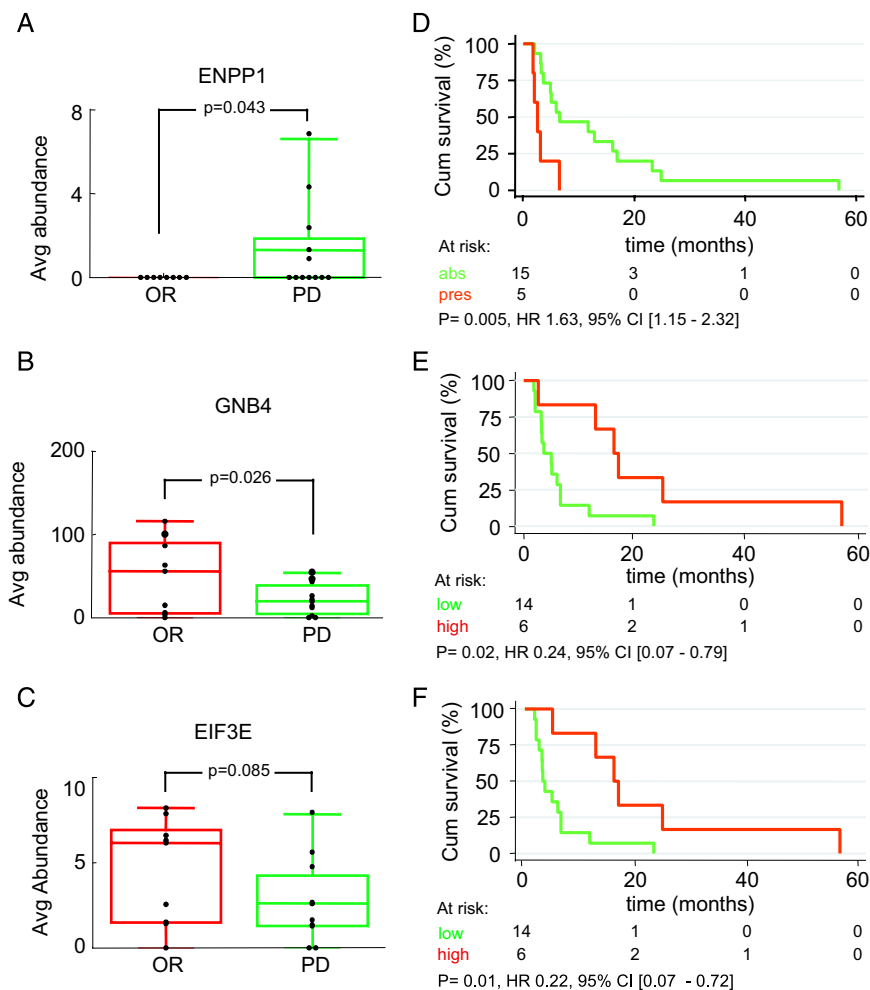 A
ENPP1
p=0.043
Avg abundance
8
4
0
OR
PD
D
Cum survival (%)
100
75
50
25
0
0
20
40
60
time (months)
At risk:
abs 15 3 1 0
pres 5 0 0 0
P= 0.005, HR 1.63, 95% CI [1.15 - 2.32]
B
GNB4
p=0.026
Avg abundance
200
100
0
OR
PD
E
Cum survival (%)
100
75
50
25
0
0
20
40
60
time (months)
At risk:
low 14 1 0 0
high 6 2 1 0
P= 0.02, HR 0.24, 95% CI [0.07 - 0.79]
C
EIF3E
p=0.085
Avg Abundance
10
5
0
OR
PD
F
Cum survival (%)
100
75
50
25
0
0
20
40
60
time (months)
At risk:
low 14 1 0 0
high 6 2 1 0
P= 0.01, HR 0.22, 95% CI [0.07 - 0.72]